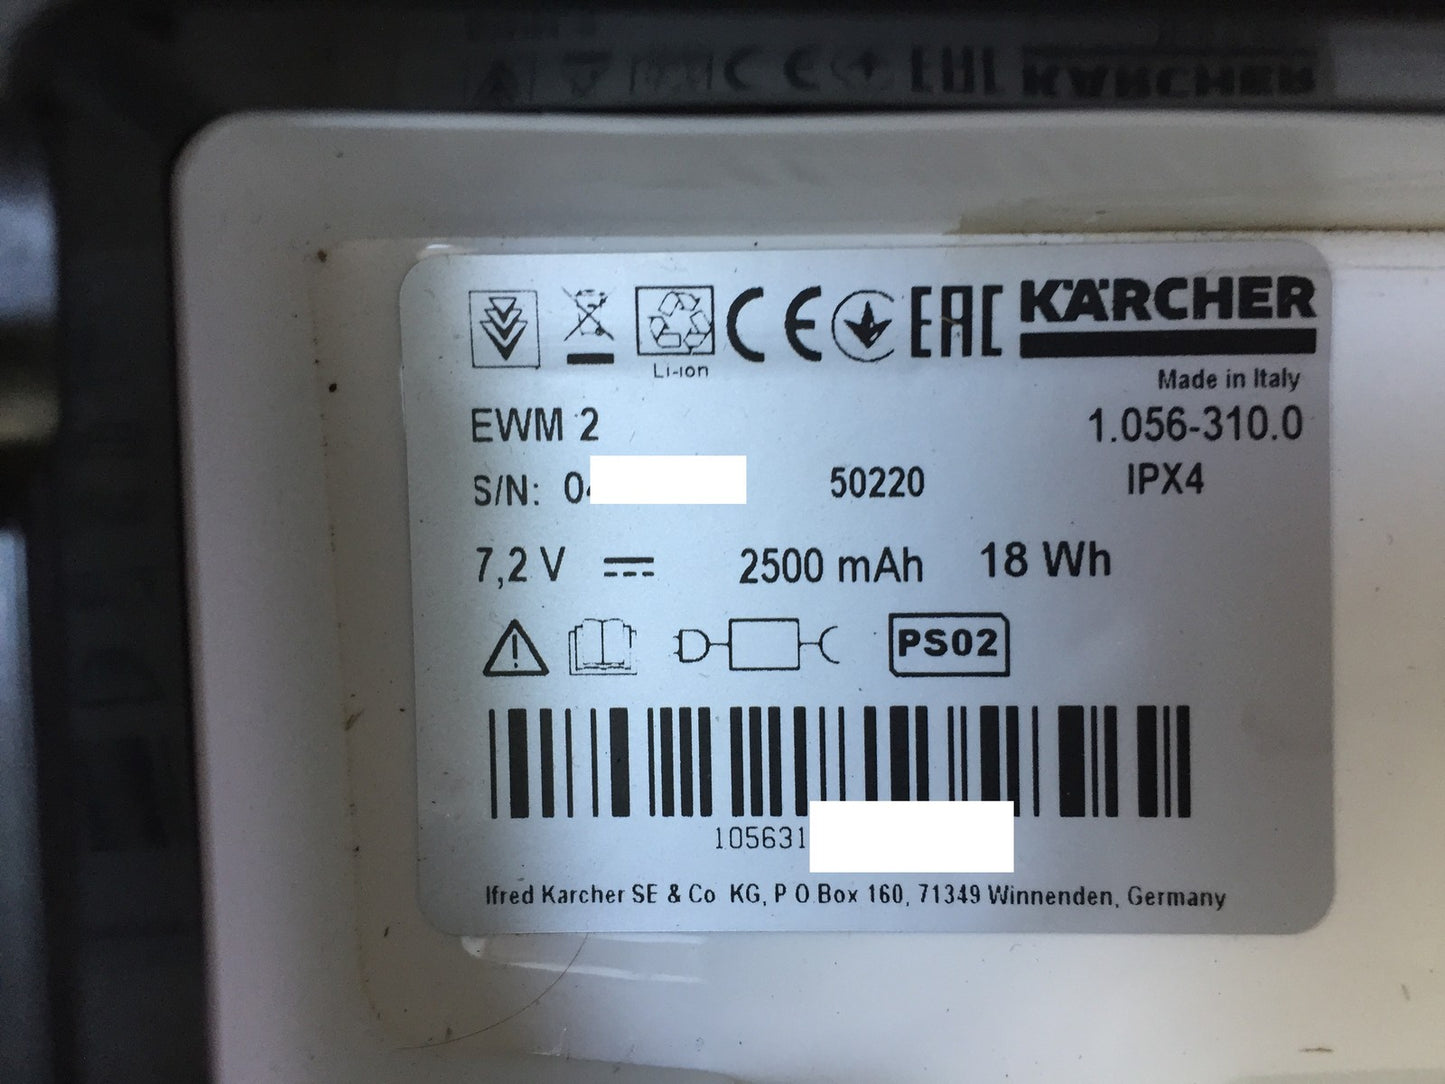 KÄRCHER
Li-ion
Made in Italy
EWM 2 1.056-310.0
S/N: 0 50220 IPX4
7,2 V 2500 mAh 18 Wh
PS02
105631
lfred Karcher SE & Co KG, P O Box 160, 71349 Winnenden, Germany